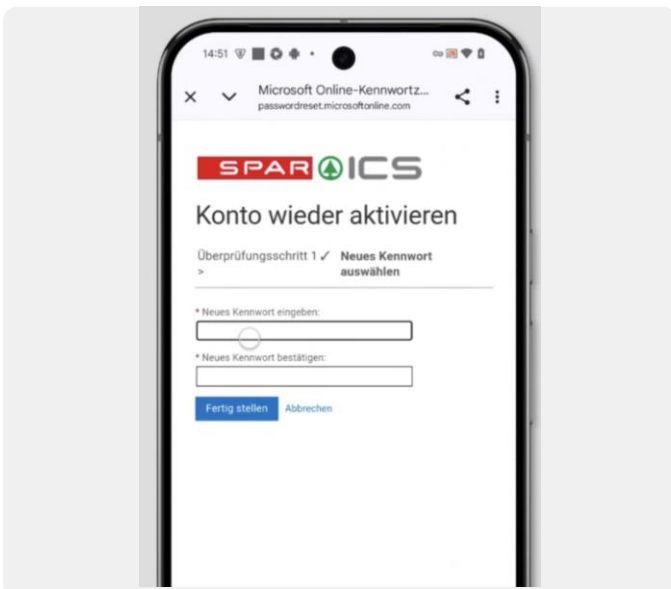 14:51
Microsoft Online-Kennwortz...
passwordreset.microsoftonline.com
SPAR ICS
Konto wieder aktivieren
Überprüfungsschritt 1 ✓ Neues Kennwort
> auswählen
* Neues Kennwort eingeben:
* Neues Kennwort bestätigen:
Fertig stellen Abbrechen